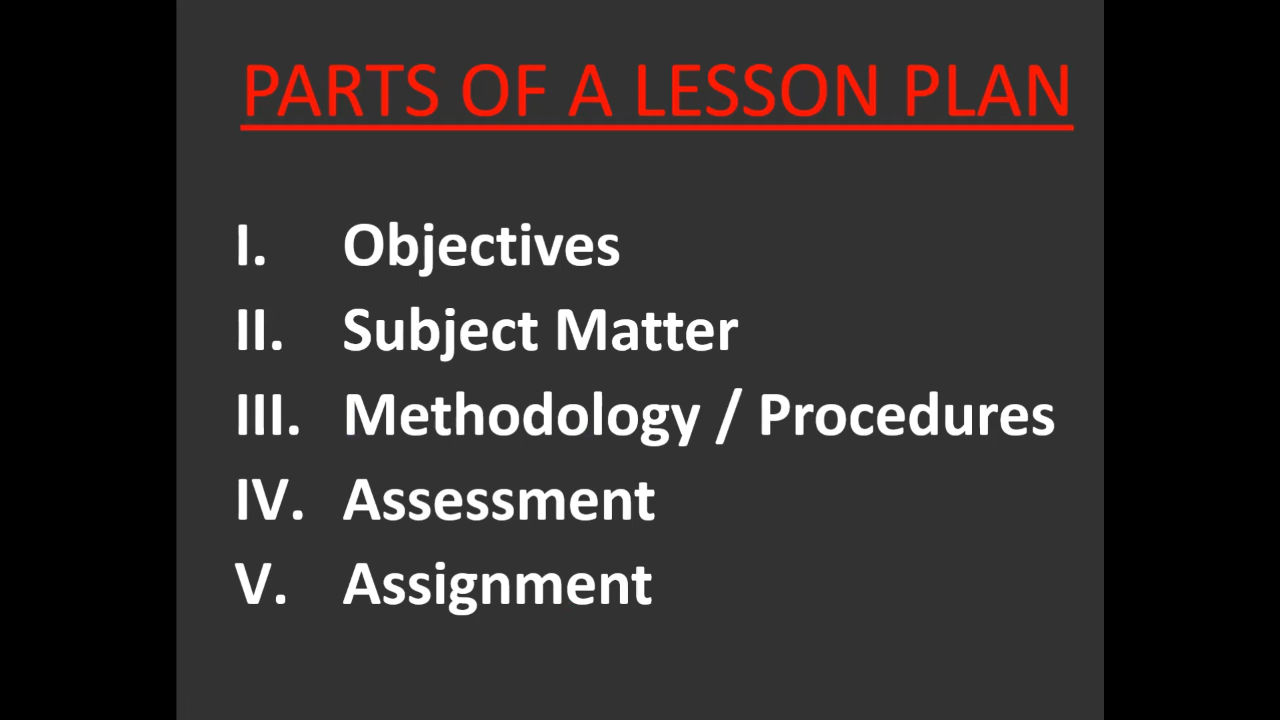 PARTS OF A LESSON PLAN
I. Objectives
II. Subject Matter
III. Methodology / Procedures
IV. Assessment
V. Assignment